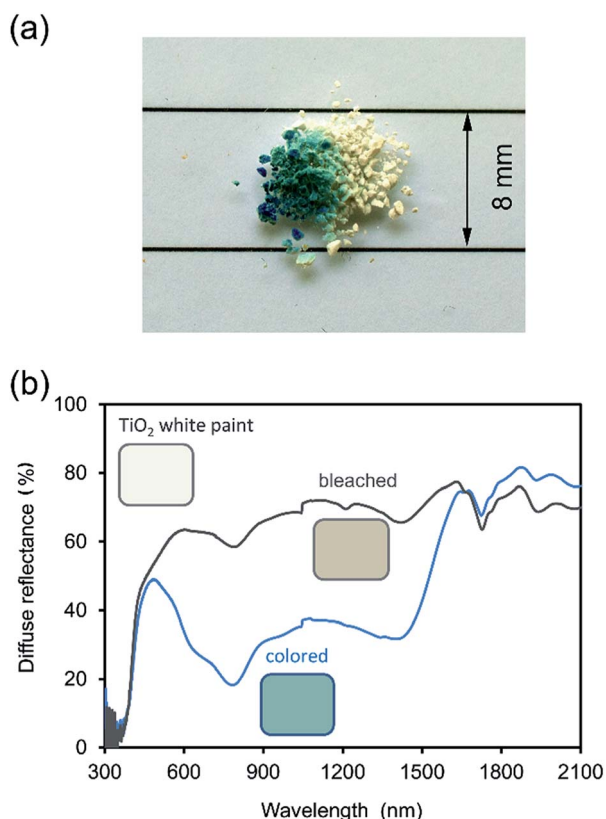 (a)
8 mm
(b)
100
80
60
40
20
0
Diffuse reflectance (%)
TiO₂ white paint
bleached
colored
300 600 900 1200 1500 1800 2100
Wavelength (nm)